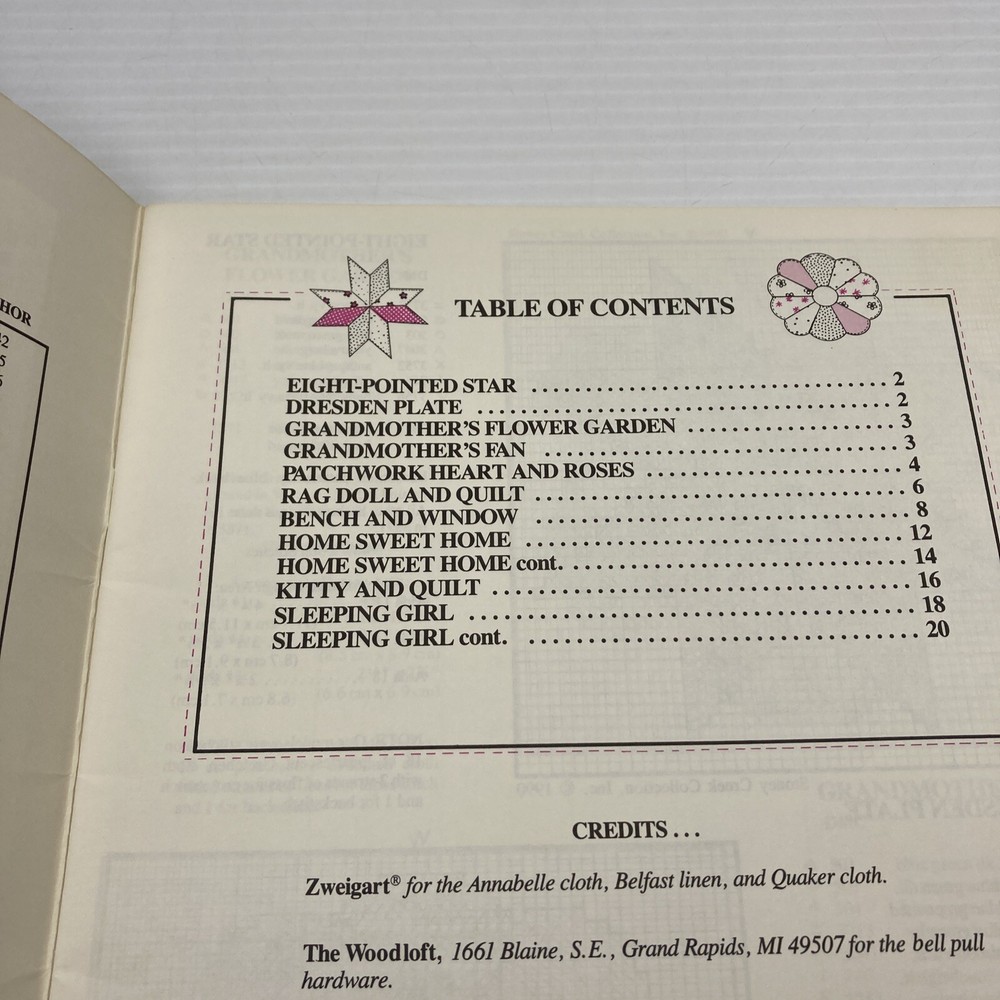 HOR
TABLE OF CONTENTS
EIGHT-POINTED STAR ........................................ 2
DRESDEN PLATE ........................................ 2
GRANDMOTHER'S FLOWER GARDEN .................... 3
GRANDMOTHER'S FAN .................................... 3
PATCHWORK HEART AND ROSES ........................ 4
RAG DOLL AND QUILT .................................. 6
BENCH AND WINDOW .................................. 8
HOME SWEET HOME .................................. 12
HOME SWEET HOME cont. .............................. 14
KITTY AND QUILT .................................... 16
SLEEPING GIRL ...................................... 18
SLEEPING GIRL cont. ................................ 20
CREDITS . . .
Zweigart® for the Annabelle cloth, Belfast linen, and Quaker cloth.
The Woodloft, 1661 Blaine, S.E., Grand Rapids, MI 49507 for the bell pull
hardware.